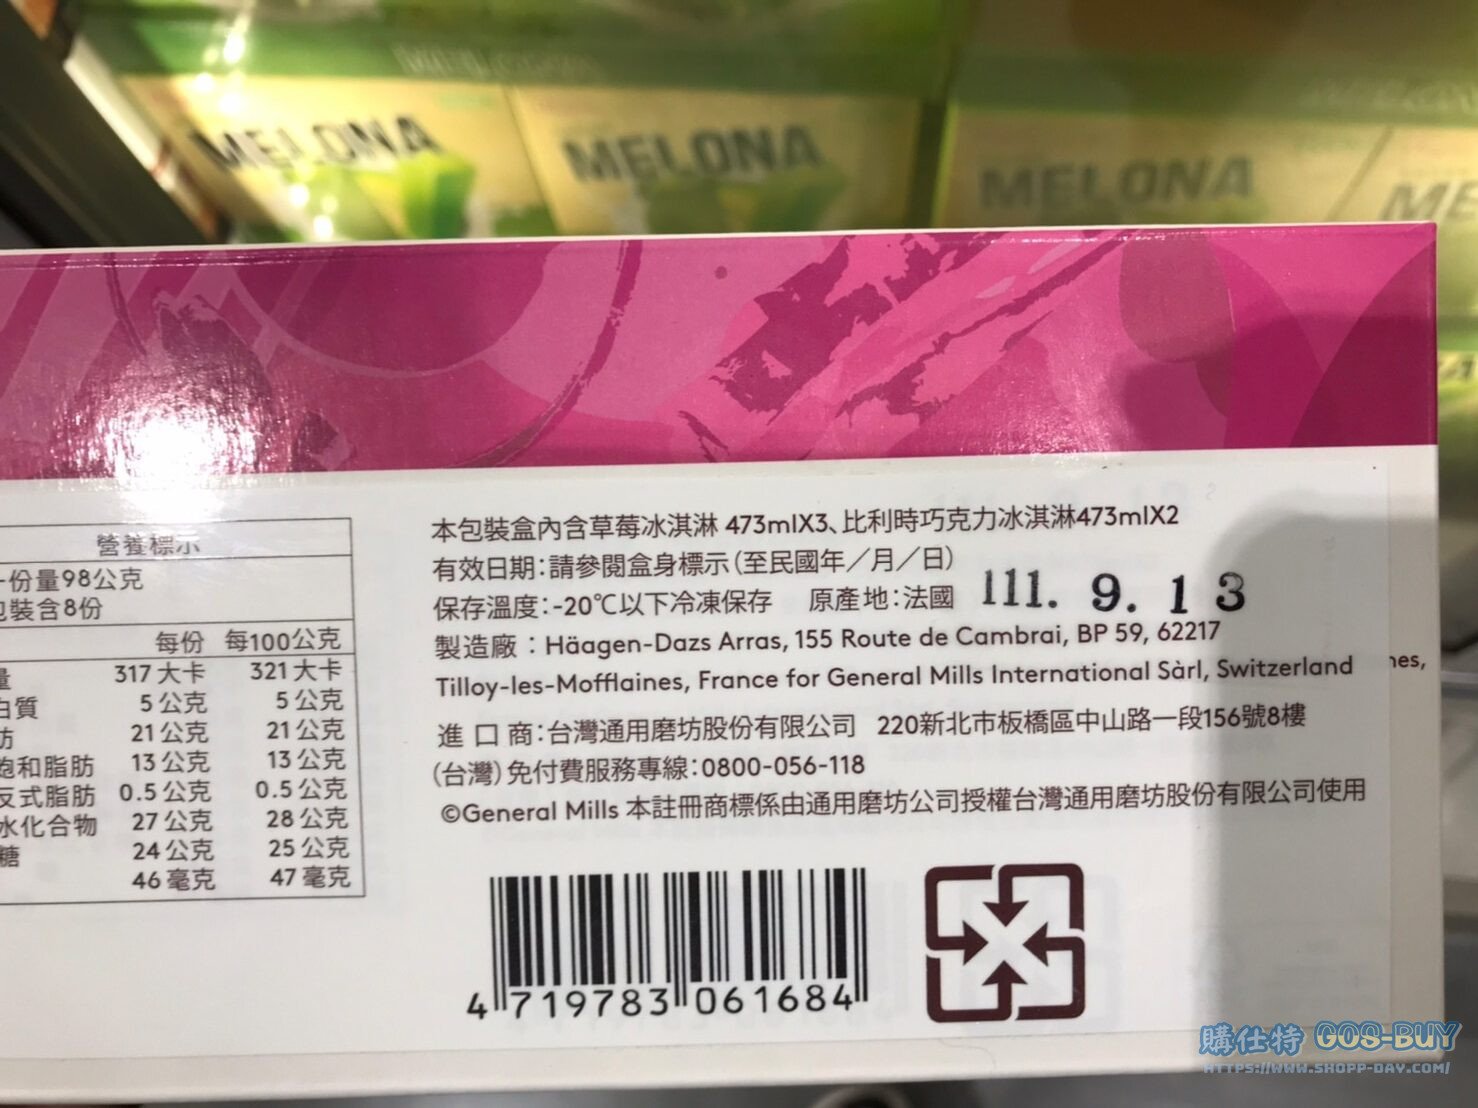 MELONA
MELONA
MELONA
ME
營養標示
一份量98公克
包裝含8份
每份 每100公克
量 317大卡 321大卡
白質 5公克 5公克
肪 21公克 21公克
飽和脂肪 13公克 13公克
反式脂肪 0.5公克 0.5公克
水化合物 27公克 28公克
糖 24公克 25公克
46毫克 47毫克
本包裝盒內含草莓冰淇淋 473mlX3、比利時巧克力冰淇淋473mlX2
有效日期:請參閱盒身標示(至民國年／月／日)
保存溫度:-20℃以下冷凍保存 原產地:法國 111. 9. 13
製造廠：Häagen-Dazs Arras, 155 Route de Cambrai, BP 59, 62217
Tilloy-les-Mofflaines, France for General Mills International Sàrl, Switzerland
nes,
進口商:台灣通用磨坊股份有限公司 220新北市板橋區中山路一段156號8樓
(台灣)免付費服務專線:0800-056-118
©General Mills 本註冊商標係由通用磨坊公司授權台灣通用磨坊股份有限公司使用
4 719783 061684
購仕特 GOS-BUY
HTTPS://WWW.SHOPP-DAY.COM/